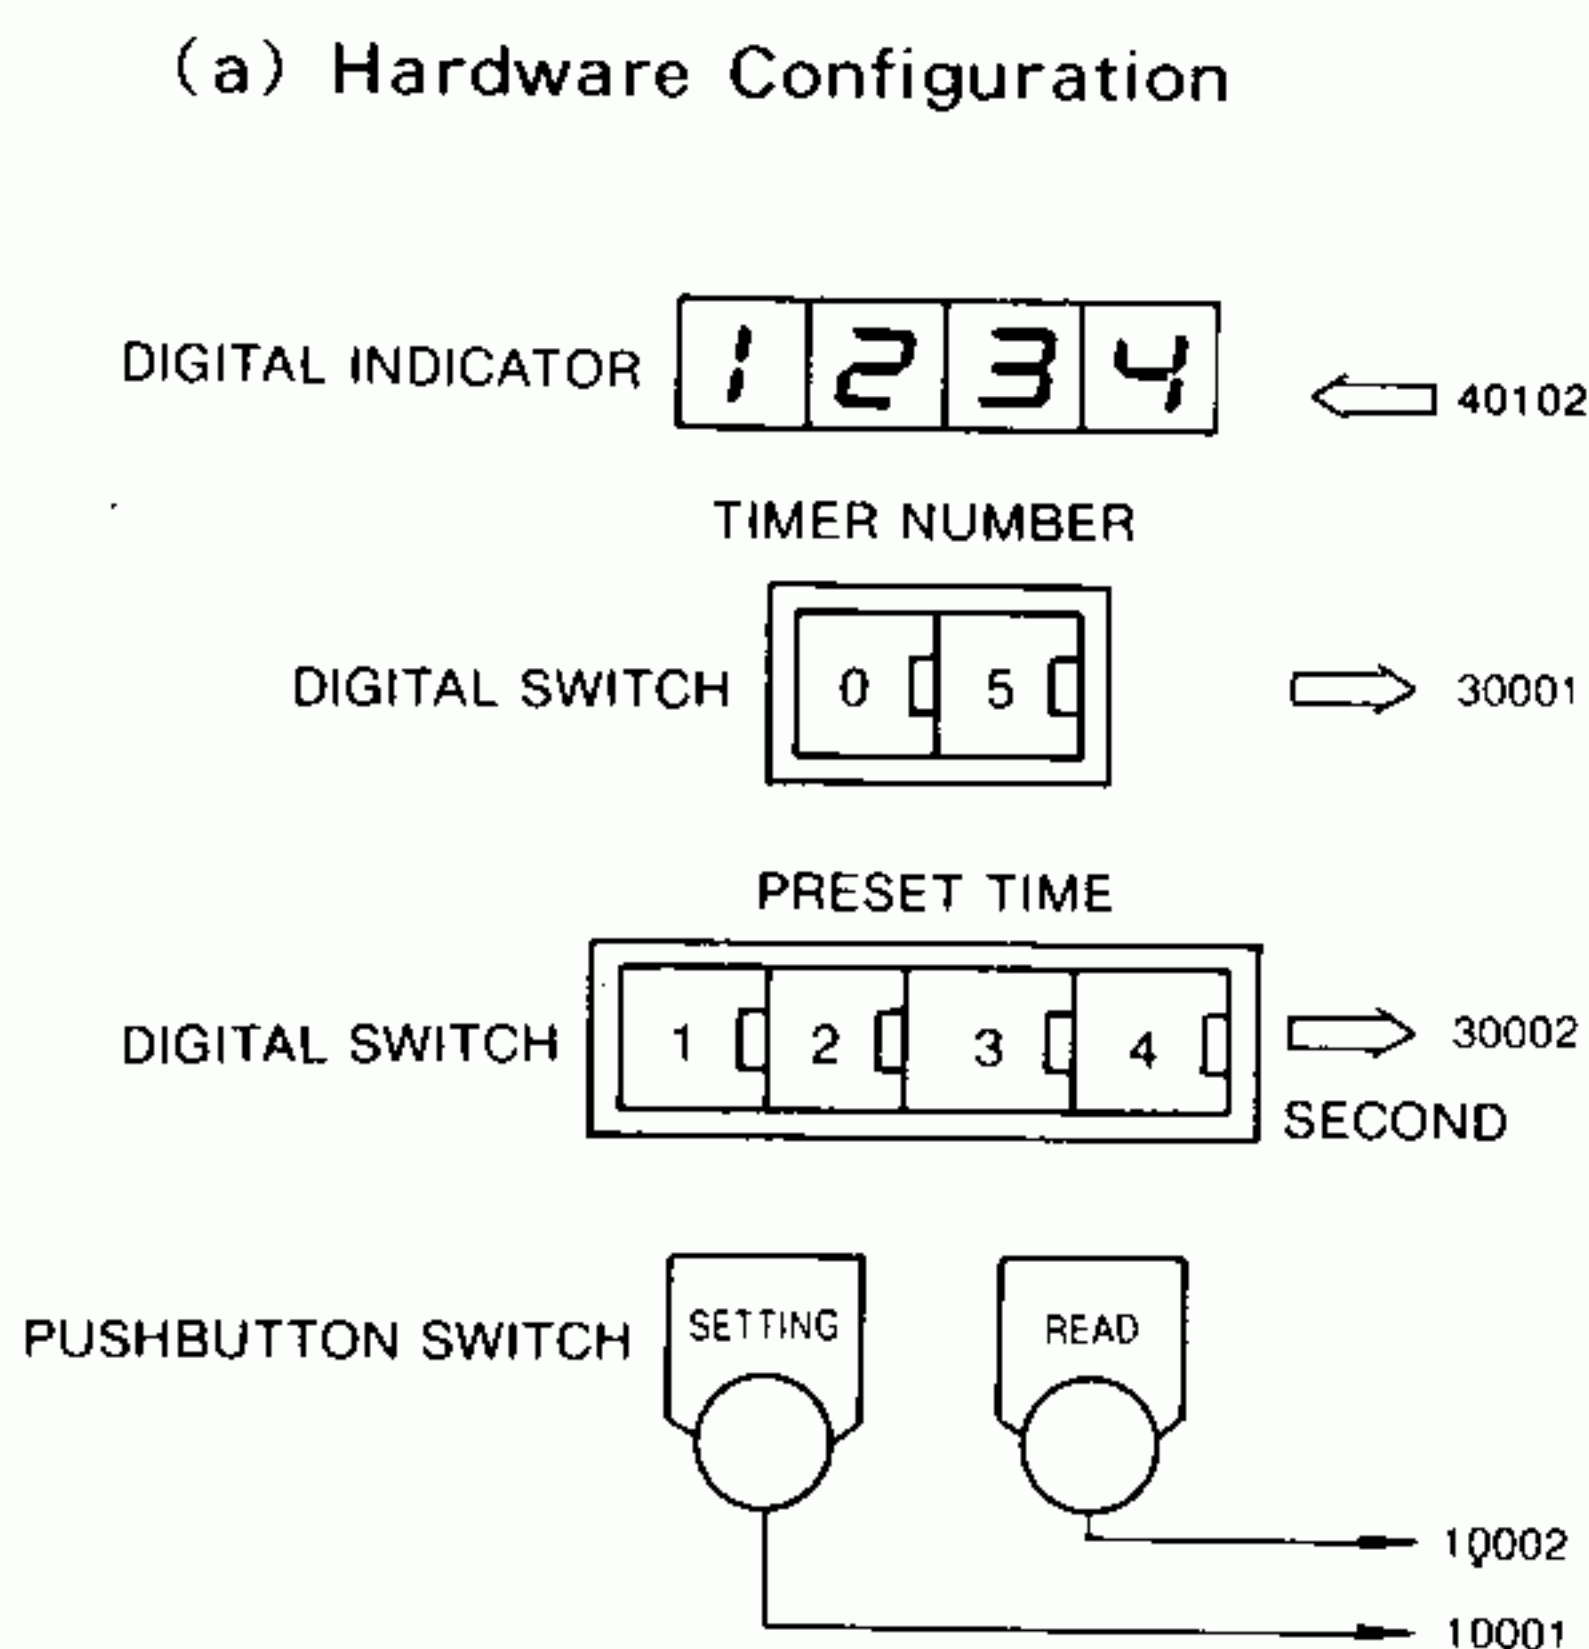 (a) Hardware Configuration
DIGITAL INDICATOR 1 2 3 4 40102
TIMER NUMBER
DIGITAL SWITCH 0 5 30001
PRESET TIME
DIGITAL SWITCH 1 2 3 4 30002
SECOND
PUSHBUTTON SWITCH SETTING READ
10002
10001